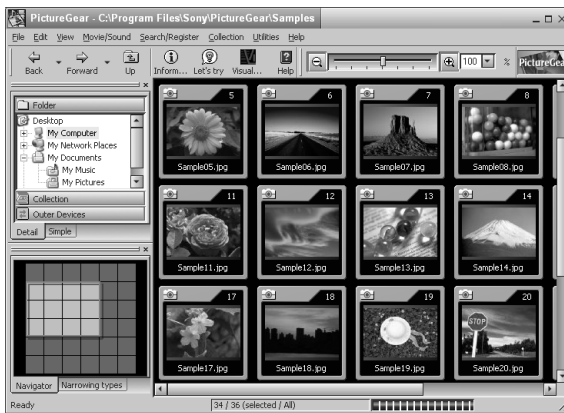 PictureGear - C:\Program Files\Sony\PictureGear\Samples
File Edit View Movie/Sound Search/Register Collection Utilities Help
Back Forward Up Inform... Let's try Visual... Help 100 % PictureGea
Folder
Desktop
My Computer
My Network Places
My Documents
My Music
My Pictures
Collection
Outer Devices
Detail Simple
5 6 7 8
Sample05.jpg Sample06.jpg Sample07.jpg Sample08.jpg
11 12 13 14
Sample11.jpg Sample12.jpg Sample13.jpg Sample14.jpg
17 18 19 20
STOP
Sample17.jpg Sample18.jpg Sample19.jpg Sample20.jpg
Navigator Narrowing types
Ready 34 / 36 (selected / All)